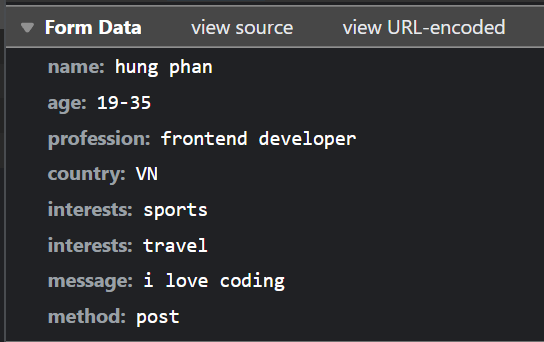 Form Data view source view URL-encoded
name: hung phan
age: 19-35
profession: frontend developer
country: VN
interests: sports
interests: travel
message: i love coding
method: post